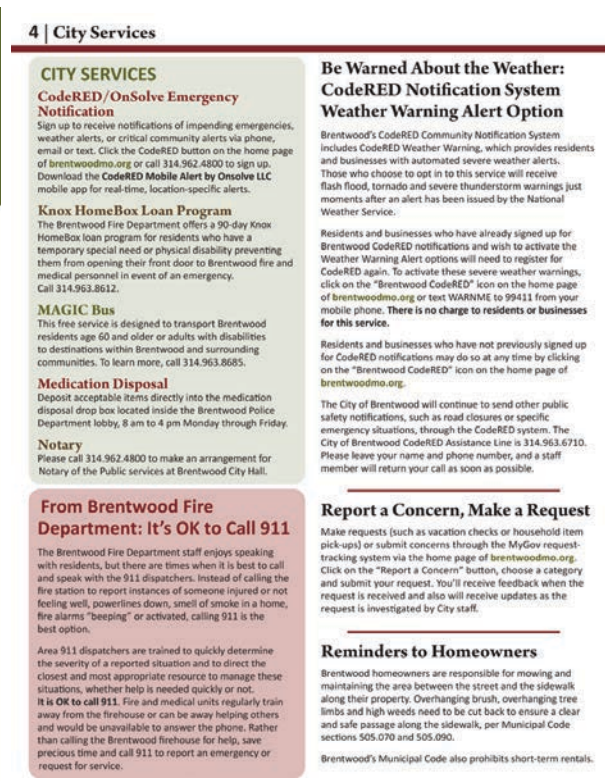 4 | City Services
CITY SERVICES
CodeRED/OnSolve Emergency
Notification
Sign up to receive notifications of impending emergencies,
weather alerts, or critical community alerts via phone,
email or text. Click the CodeRED button on the home page
of brentwoodmo.org or call 314.962.4800 to sign up.
Download the CodeRED Mobile Alert by Onsolve LLC
mobile app for real-time, location-specific alerts.
Knox HomeBox Loan Program
The Brentwood Fire Department offers a 90-day Knox
HomeBox loan program for residents who have a
temporary special need or physical disability preventing
them from opening their front door to Brentwood fire and
medical personnel in event of an emergency.
Call 314.963.8612.
MAGIC Bus
This free service is designed to transport Brentwood
residents age 60 and older or adults with disabilities
to destinations within Brentwood and surrounding
communities. To learn more, call 314.963.8685.
Medication Disposal
Deposit acceptable items directly into the medication
disposal drop box located inside the Brentwood Police
Department lobby, 8 am to 4 pm Monday through Friday.
Notary
Please call 314.962.4800 to make an arrangement for
Notary of the Public services at Brentwood City Hall.
From Brentwood Fire
Department: It's OK to Call 911
The Brentwood Fire Department staff enjoys speaking
with residents, but there are times when it is best to call
and speak with the 911 dispatchers. Instead of calling the
fire station to report instances of someone injured or not
feeling well, powerlines down, smell of smoke in a home,
fire alarms "beeping" or activated, calling 911 is the
best option.
Area 911 dispatchers are trained to quickly determine
the severity of a reported situation and to direct the
closest and most appropriate resource to manage these
situations, whether help is needed quickly or not.
It is OK to call 911. Fire and medical units regularly train
away from the firehouse or can be away helping others
and would be unavailable to answer the phone. Rather
than calling the Brentwood firehouse for help, save
precious time and call 911 to report an emergency or
request for service.
Be Warned About the Weather:
CodeRED Notification System
Weather Warning Alert Option
Brentwood's CodeRED Community Notification System
includes CodeRED Weather Warning, which provides residents
and businesses with automated severe weather alerts.
Those who choose to opt in to this service will receive
flash flood, tornado and severe thunderstorm warnings just
moments after an alert has been issued by the National
Weather Service.
Residents and businesses who have already signed up for
Brentwood CodeRED notifications and wish to activate the
Weather Warning Alert options will need to register for
CodeRED again. To activate these severe weather warnings,
click on the "Brentwood CodeRED" icon on the home page
of brentwoodmo.org or text WARNME to 99411 from your
mobile phone. There is no charge to residents or businesses
for this service.
Residents and businesses who have not previously signed up
for CodeRED notifications may do so at any time by clicking
on the "Brentwood CodeRED" icon on the home page of
brentwoodmo.org.
The City of Brentwood will continue to send other public
safety notifications, such as road closures or specific
emergency situations, through the CodeRED system. The
City of Brentwood CodeRED Assistance Line is 314.963.6710.
Please leave your name and phone number, and a staff
member will return your call as soon as possible.
Report a Concern, Make a Request
Make requests (such as vacation checks or household item
pick-ups) or submit concerns through the MyGov request-
tracking system via the home page of brentwoodmo.org.
Click on the "Report a Concern" button, choose a category
and submit your request. You'll receive feedback when the
request is received and also will receive updates as the
request is investigated by City staff.
Reminders to Homeowners
Brentwood homeowners are responsible for mowing and
maintaining the area between the street and the sidewalk
along their property. Overhanging brush, overhanging tree
limbs and high weeds need to be cut back to ensure a clear
and safe passage along the sidewalk, per Municipal Code
sections 505.070 and 505.090.
Brentwood's Municipal Code also prohibits short-term rentals.